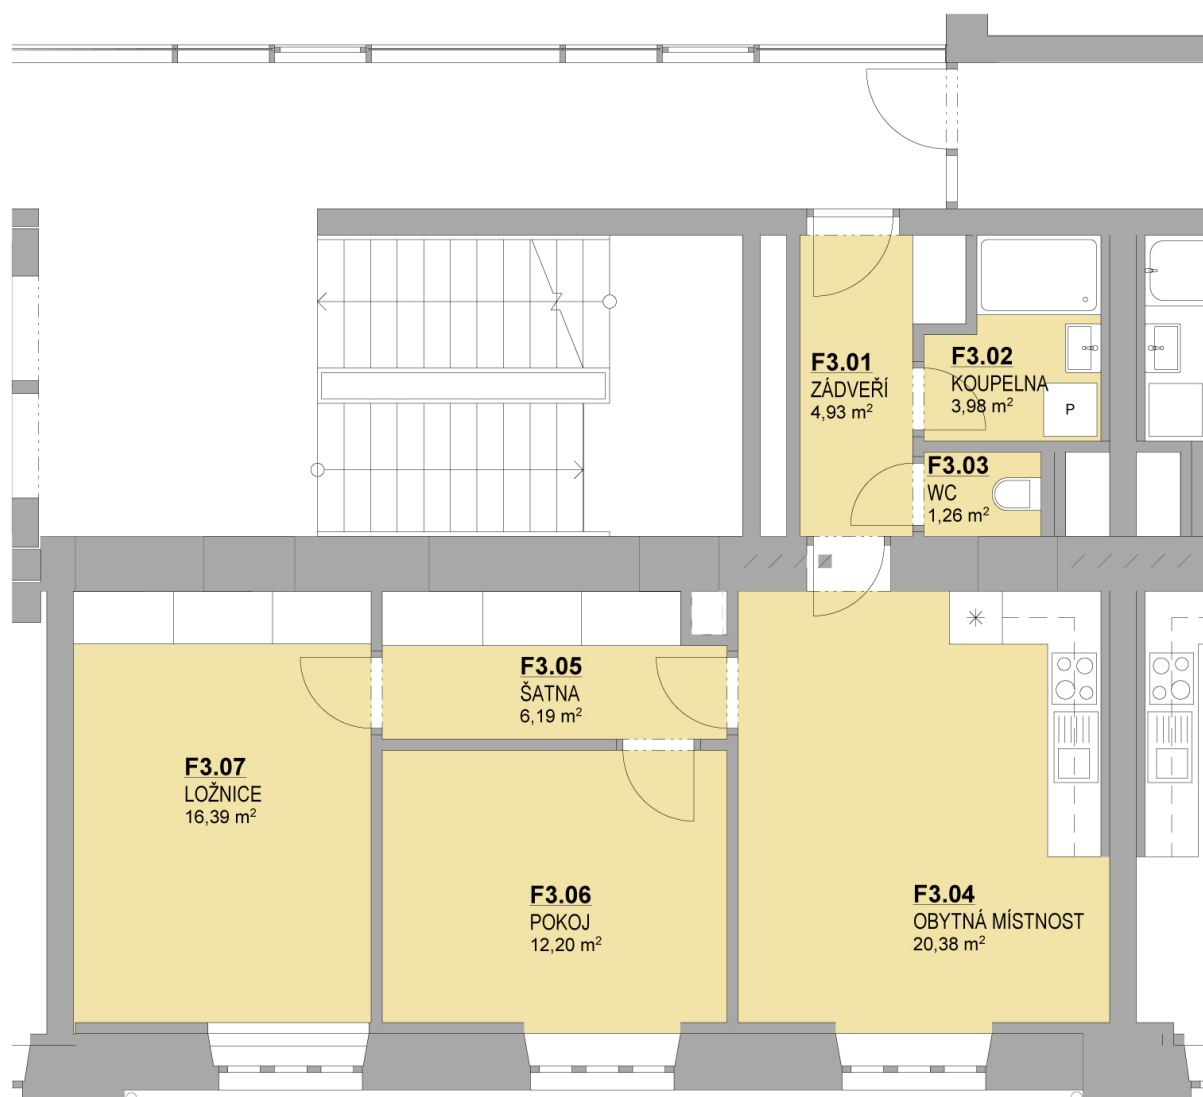 F3.01
ZÁDVEŘÍ
4,93 m²
F3.02
KOUPELNA
3,98 m²
P
F3.03
WC
1,26 m²
F3.05
ŠATNA
6,19 m²
F3.07
LOŽNICE
16,39 m²
F3.06
POKOJ
12,20 m²
F3.04
OBYTNÁ MÍSTNOST
20,38 m²